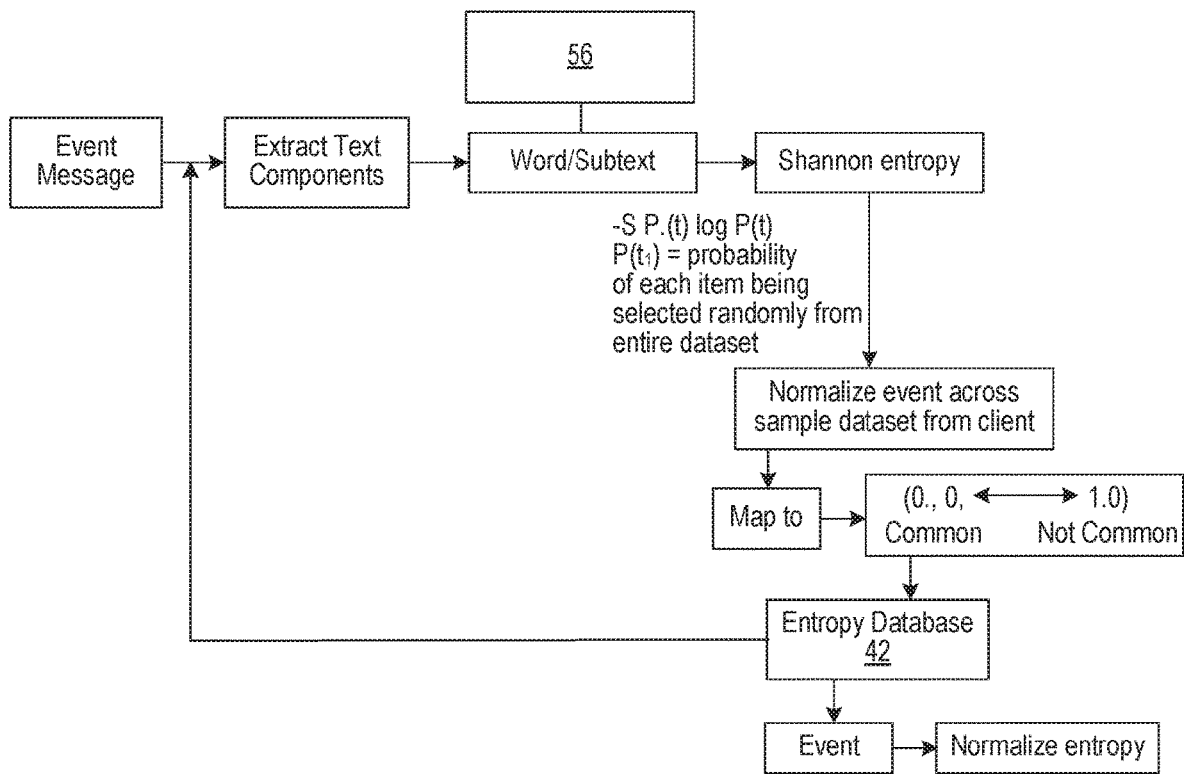 56
Event
Message
Extract Text
Components
Word/Subtext
Shannon entropy
-S P.(t) log P(t)
P(t₁) = probability
of each item being
selected randomly from
entire dataset
Normalize event across
sample dataset from client
Map to
(0., 0, 1.0)
Common Not Common
Entropy Database
42
Event
Normalize entropy